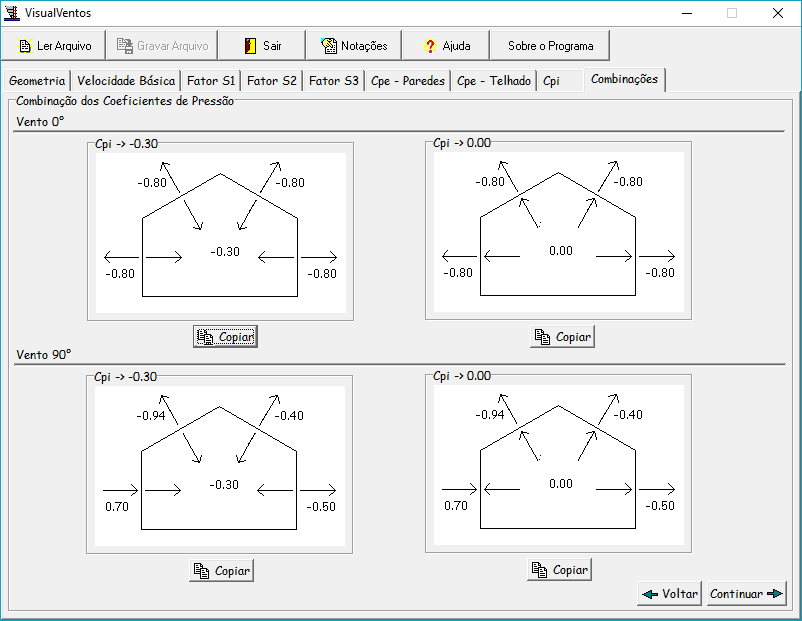 VisualVentos
Ler Arquivo Gravar Arquivo Sair Notações ? Ajuda Sobre o Programa
Geometria Velocidade Básica Fator S1 Fator S2 Fator S3 Cpe - Paredes Cpe - Telhado Cpi Combinações
Combinação dos Coeficientes de Pressão
Vento 0°
Cpi -> -0.30 Cpi -> 0.00
-0.80 -0.80 -0.80 -0.80
-0.30 0.00
-0.80 -0.80 -0.80 -0.80
Copiar Copiar
Vento 90°
Cpi -> -0.30 Cpi -> 0.00
-0.94 -0.40 -0.94 -0.40
-0.30 0.00
0.70 -0.50 0.70 -0.50
Copiar Copiar
Voltar Continuar